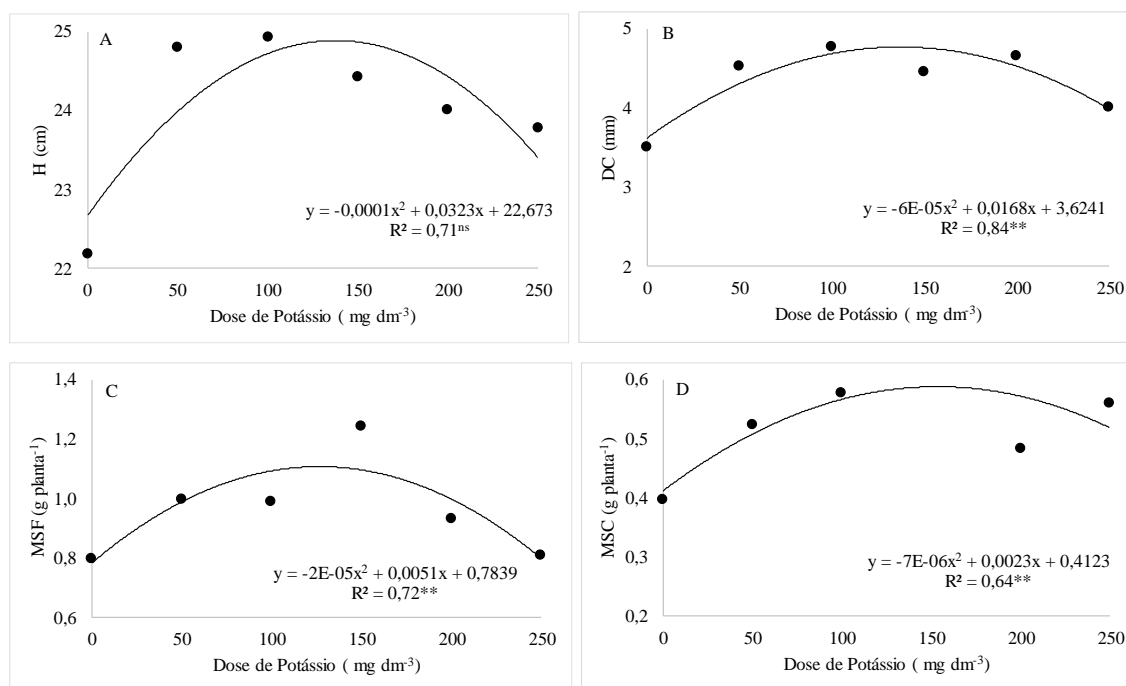 A
25
24
23
22
H (cm)
y = -0,0001x² + 0,0323x + 22,673
R² = 0,71ⁿˢ
0 50 100 150 200 250
Dose de Potássio ( mg dm⁻³)
B
5
4
3
2
DC (mm)
y = -6E-05x² + 0,0168x + 3,6241
R² = 0,84**
0 50 100 150 200 250
Dose de Potássio ( mg dm⁻³)
C
1,4
1,2
1,0
0,8
0,6
MSF (g planta⁻¹)
y = -2E-05x² + 0,0051x + 0,7839
R² = 0,72**
0 50 100 150 200 250
Dose de Potássio ( mg dm⁻³)
D
0,6
0,5
0,4
0,3
0,2
MSC (g planta⁻¹)
y = -7E-06x² + 0,0023x + 0,4123
R² = 0,64**
0 50 100 150 200 250
Dose de Potássio ( mg dm⁻³)